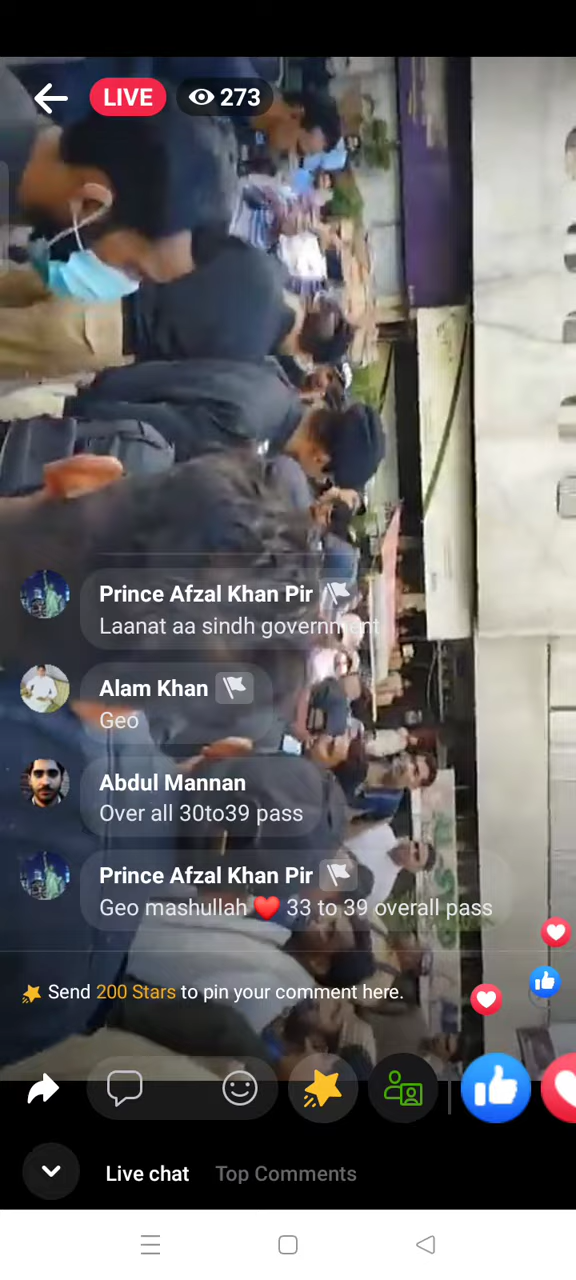 LIVE 273
Prince Afzal Khan Pir
Laanat aa sindh government
Alam Khan
Geo
Abdul Mannan
Over all 30to39 pass
Prince Afzal Khan Pir
Geo mashullah❤️ 33 to 39 overall pass
Send 200 Stars to pin your comment here.
Live chat Top Comments